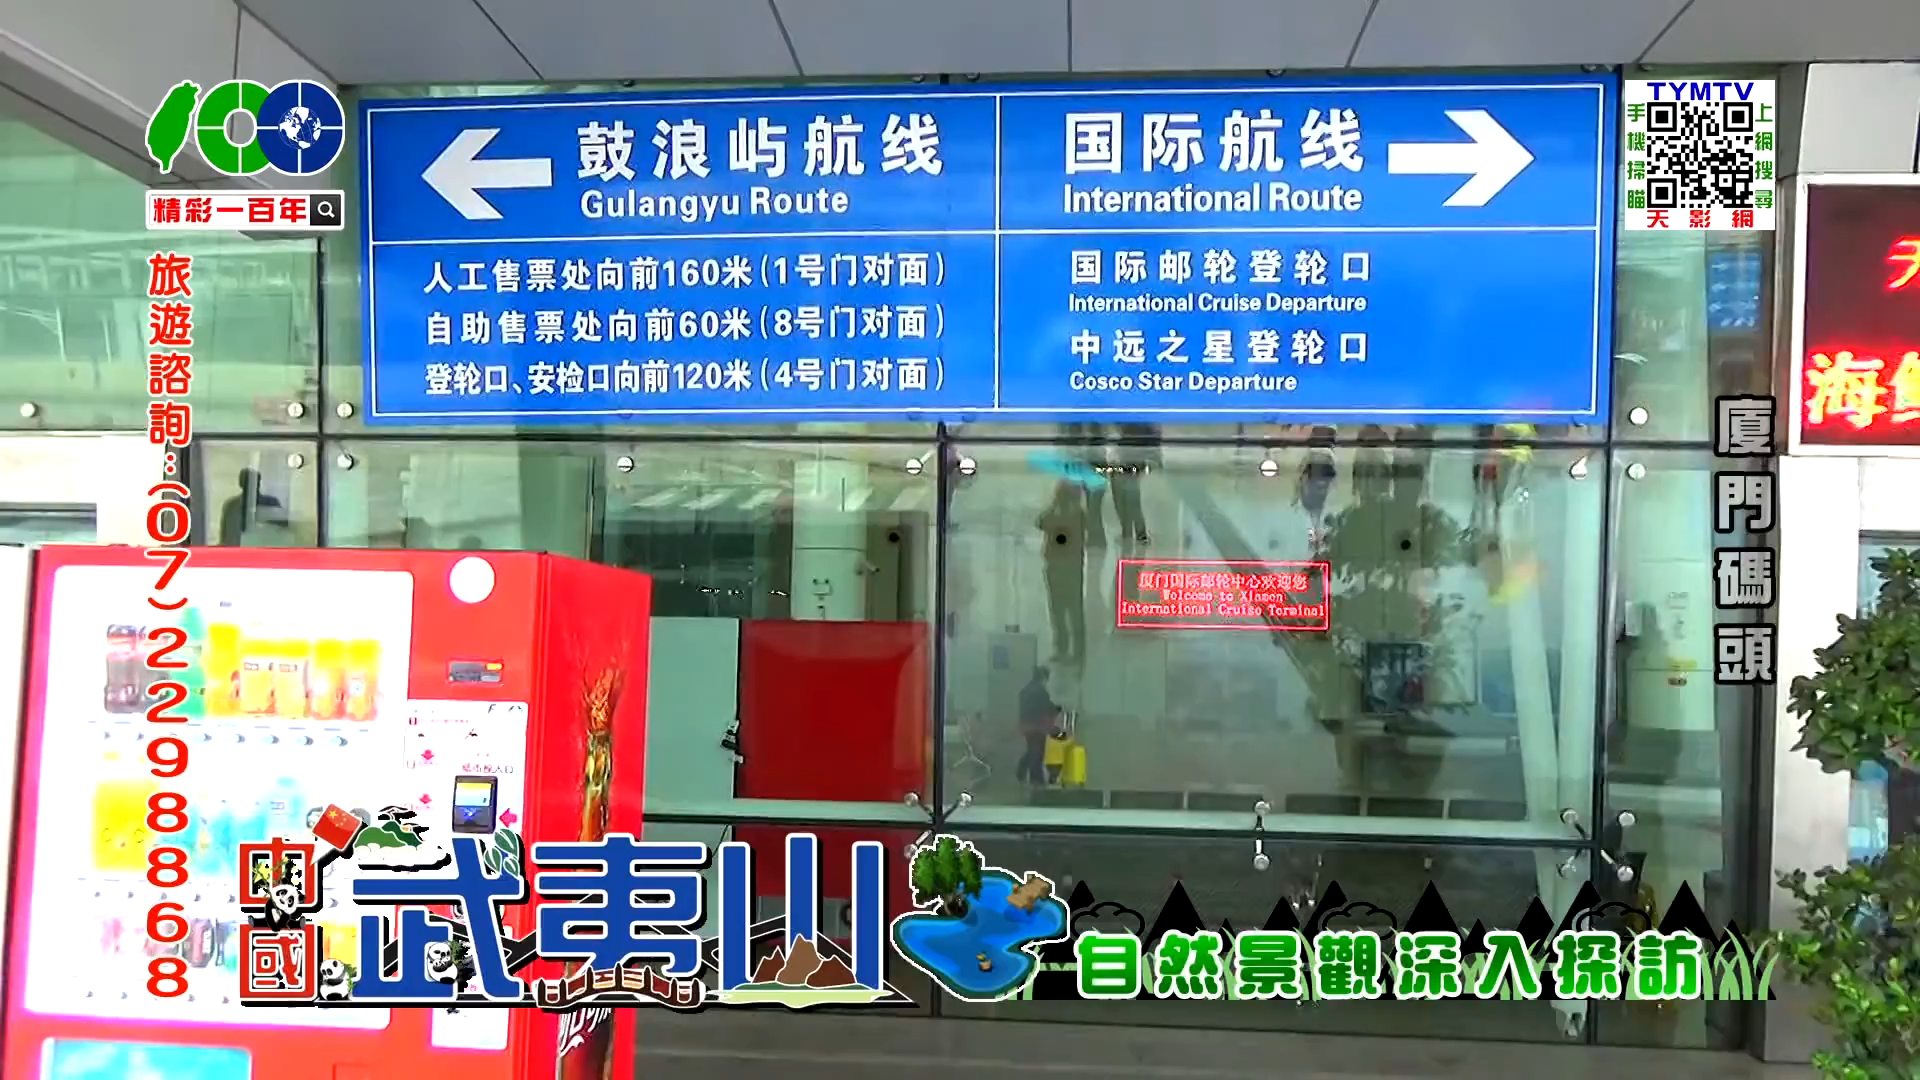 100
精彩一百年
旅遊諮詢:(07)2298868
鼓浪屿航线
Gulangyu Route
人工售票处向前160米(1号门对面)
自助售票处向前60米(8号门对面)
登轮口、安检口向前120米(4号门对面)
国际航线
International Route
国际邮轮登轮口
International Cruise Departure
中远之星登轮口
Cosco Star Departure
TYMTV
手機掃瞄
上網搜尋
天影網
海
廈門碼頭
厦门国际邮轮中心欢迎您
Welcome to Xiamen
International Cruise Terminal
纸币投入口
中國
武夷山
自然景觀深入探訪